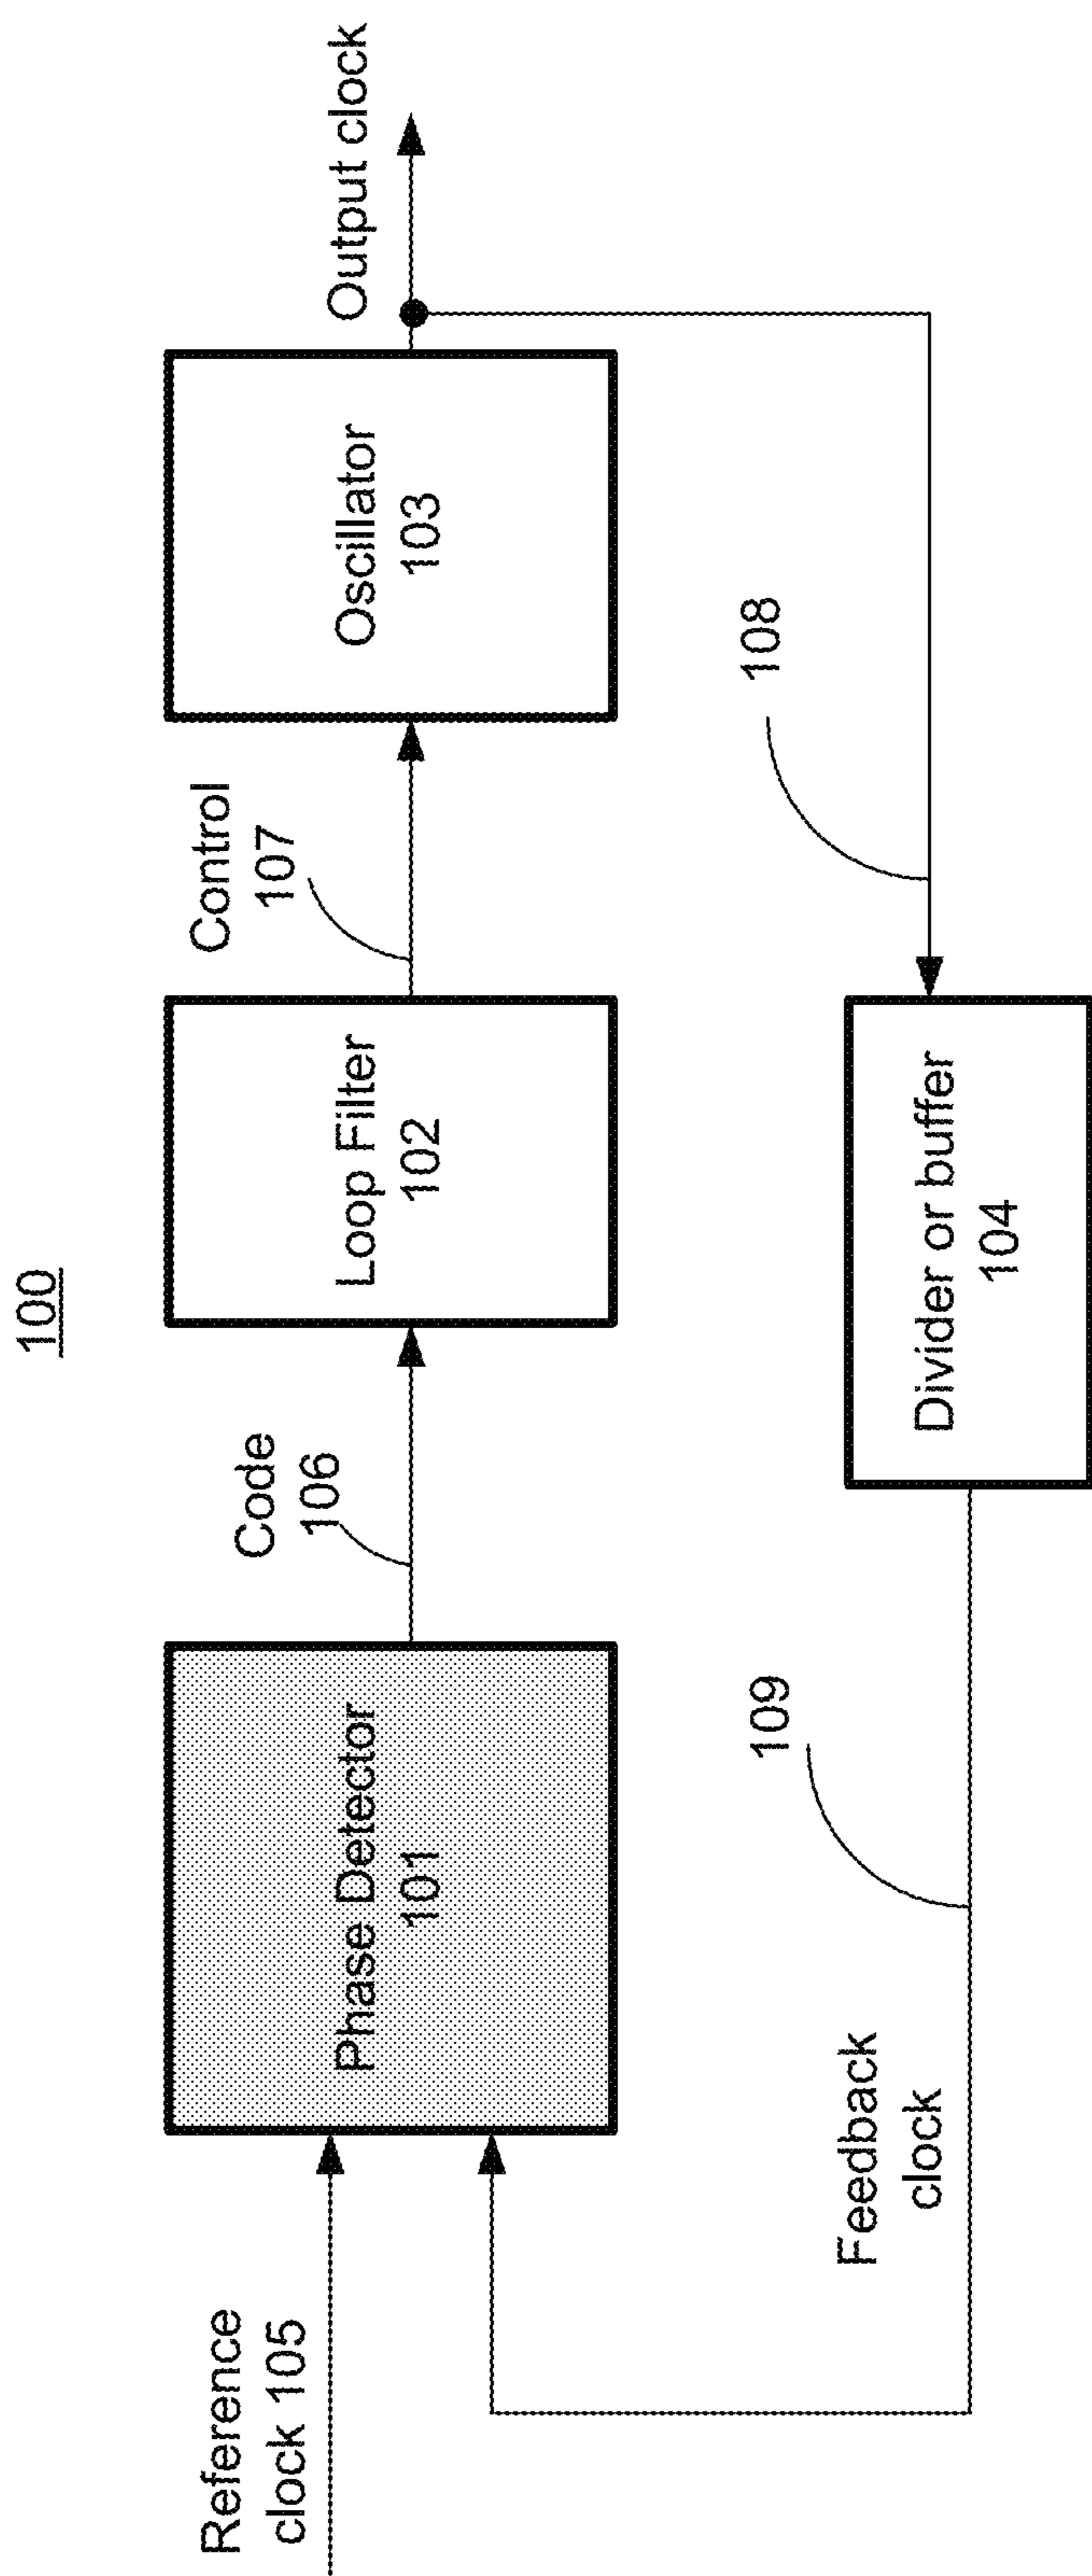 100
Reference
clock 105
Phase Detector
101
Code
106
Loop Filter
102
Control
107
Oscillator
103
Output clock
108
Divider or buffer
104
109
Feedback
clock